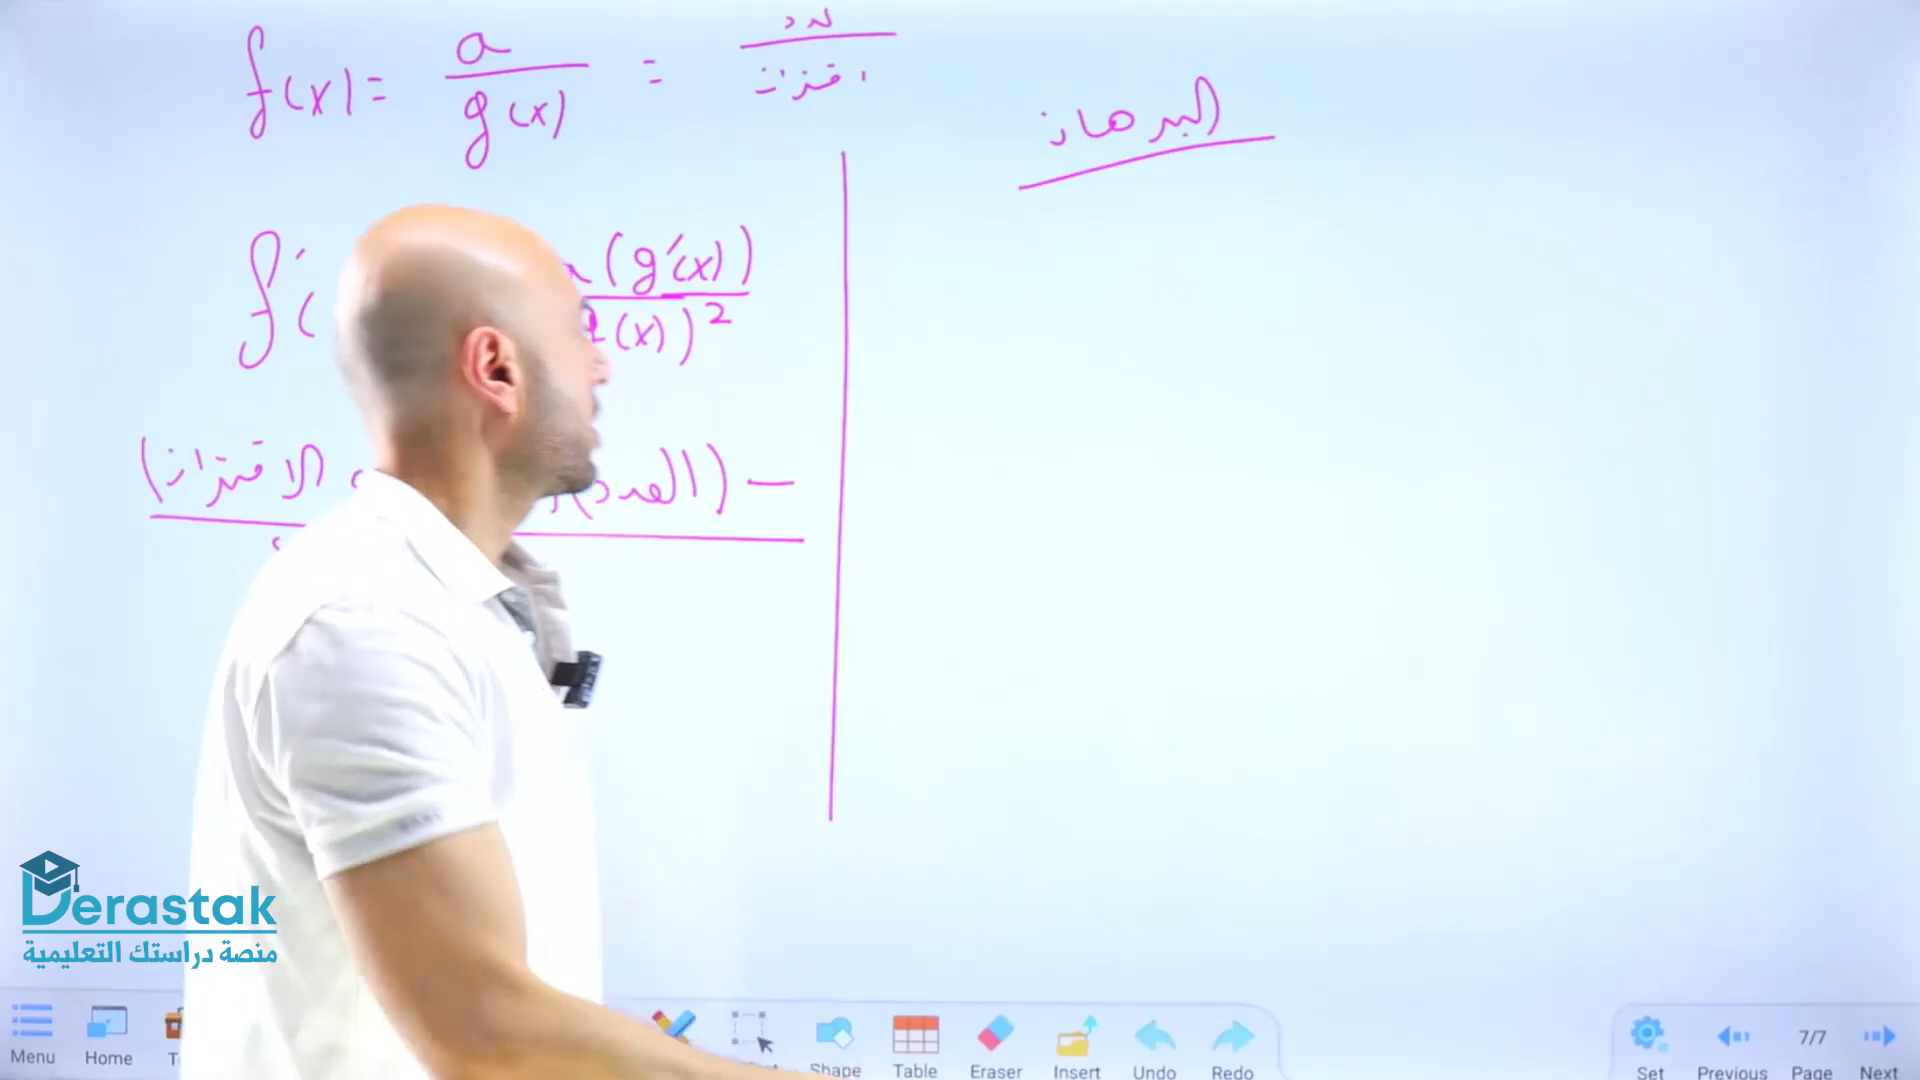 f(x) = a / g(x) = عدد / اقتران
البرهان
f'( a(g'(x)) / (x))²
- (العدد)( الاقتران)
Derastak
منصة دراستك التعليمية
Menu Home Shape Table Eraser Insert Undo Redo
7/7
Set Previous Page Next